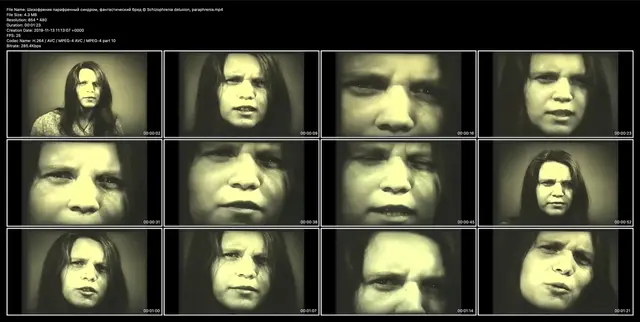 File Name: Шизофрения парафренный синдром, фантастический бред © Schizophrenia delusion, paraphrenia.mp4
File Size: 4.3 MB
Resolution: 854 * 480
Duration: 00:01:23
Creation Date: 2018-11-13 11:13:07 +0000
FPS: 25
Codec Name: H.264 / AVC / MPEG-4 AVC / MPEG-4 part 10
Bitrate: 285.4Kbps
00:00:02 00:00:09 00:00:16 00:00:23
00:00:31 00:00:38 00:00:45 00:00:52
00:01:00 00:01:07 00:01:14 00:01:21